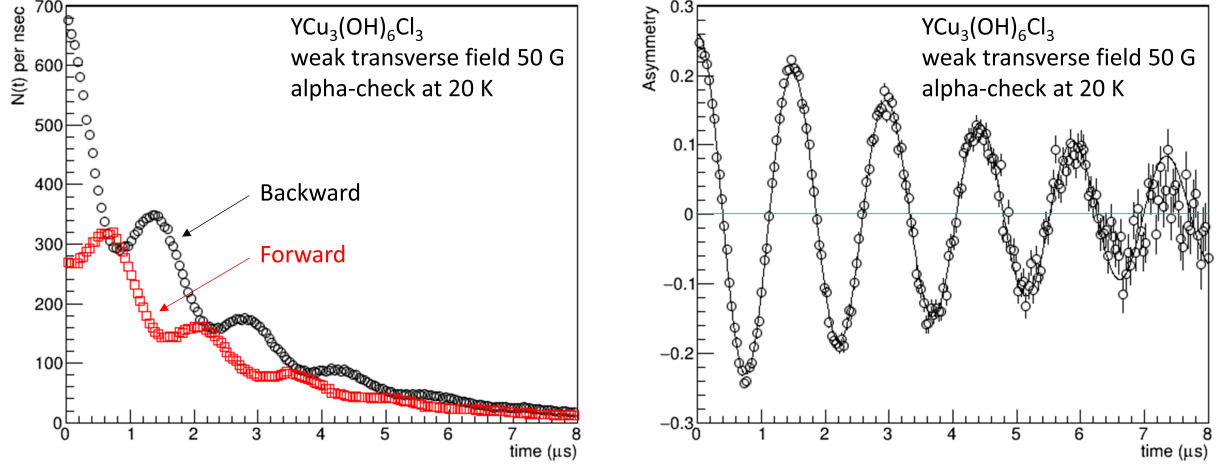 YCu₃(OH)₆Cl₃
weak transverse field 50 G
alpha-check at 20 K
Backward
Forward
N(t) per nsec
700
600
500
400
300
200
100
0
0 1 2 3 4 5 6 7 8
time (μs)
YCu₃(OH)₆Cl₃
weak transverse field 50 G
alpha-check at 20 K
Asymmetry
0.3
0.2
0.1
0
−0.1
−0.2
−0.3
0 1 2 3 4 5 6 7 8
time (μs)